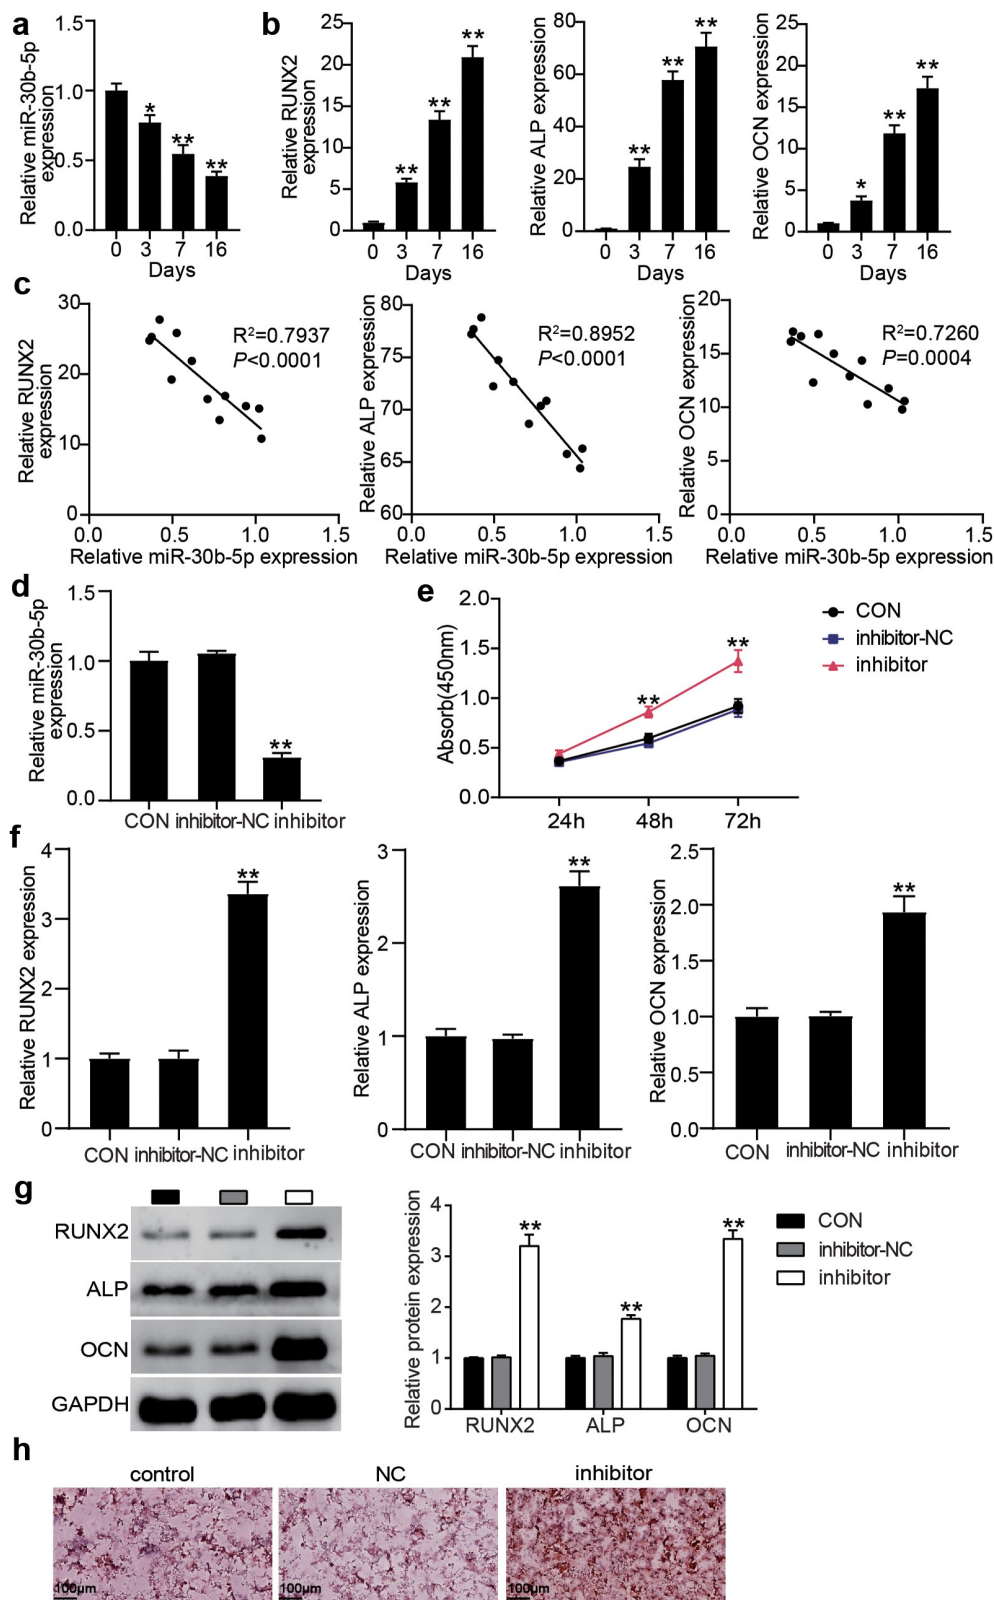 a
Relative miR-30b-5p
expression
1.5
1.0
0.5
0.0
*
**
**
0 3 7 16
Days
b
Relative RUNX2
expression
25
20
15
10
5
0
**
**
**
0 3 7 16
Days
Relative ALP expression
80
60
40
20
0
**
**
**
0 3 7 16
Days
Relative OCN expression
25
20
15
10
5
0
*
**
**
0 3 7 16
Days
c
Relative RUNX2
expression
30
20
10
0
R²=0.7937
P<0.0001
0.0 0.5 1.0 1.5
Relative miR-30b-5p expression
Relative ALP expression
80
75
70
65
60
R²=0.8952
P<0.0001
0.0 0.5 1.0 1.5
Relative miR-30b-5p expression
Relative OCN expression
20
15
10
5
0
R²=0.7260
P=0.0004
0.0 0.5 1.0 1.5
Relative miR-30b-5p expression
d
Relative miR-30b-5p
expression
1.5
1.0
0.5
0.0
**
CON inhibitor-NC inhibitor
e
Absorb(450nm)
2.0
1.5
1.0
0.5
0.0
**
**
24h 48h 72h
CON
inhibitor-NC
inhibitor
f
Relative RUNX2 expression
4
3
2
1
0
**
CON inhibitor-NC inhibitor
Relative ALP expression
3
2
1
0
**
CON inhibitor-NC inhibitor
Relative OCN expression
2.5
2.0
1.5
1.0
0.5
0.0
**
CON inhibitor-NC inhibitor
g
RUNX2
ALP
OCN
GAPDH
Relative protein expression
4
3
2
1
0
**
**
**
RUNX2 ALP OCN
CON
inhibitor-NC
inhibitor
h
control NC inhibitor
100μm 100μm 100μm